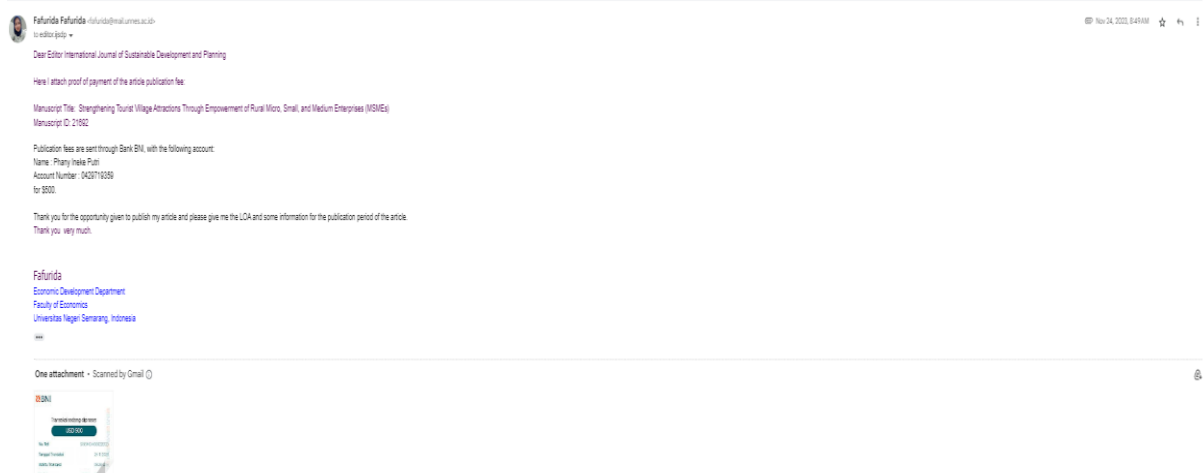 Fafurida Fafurida <fafurida@mail.unnes.ac.id>
Nov 24, 2023, 8:49 AM
to editor.ijsdp
Dear Editor International Journal of Sustainable Development and Planning
Here I attach proof of payment of the article publication fee:
Manuscript Title: Strengthening Tourist Village Attractions Through Empowerment of Rural Micro, Small, and Medium Enterprises (MSMEs)
Manuscript ID: 21692
Publication fees are sent through Bank BNI, with the following account:
Name : Phany Ineke Putri
Account Number : 0429719359
for $500.
Thank you for the opportunity given to publish my article and please give me the LOA and some information for the publication period of the article.
Thank you very much.
Fafurida
Economic Development Department
Faculty of Economics
Universitas Negeri Semarang, Indonesia
One attachment • Scanned by Gmail
BNI
USD 500